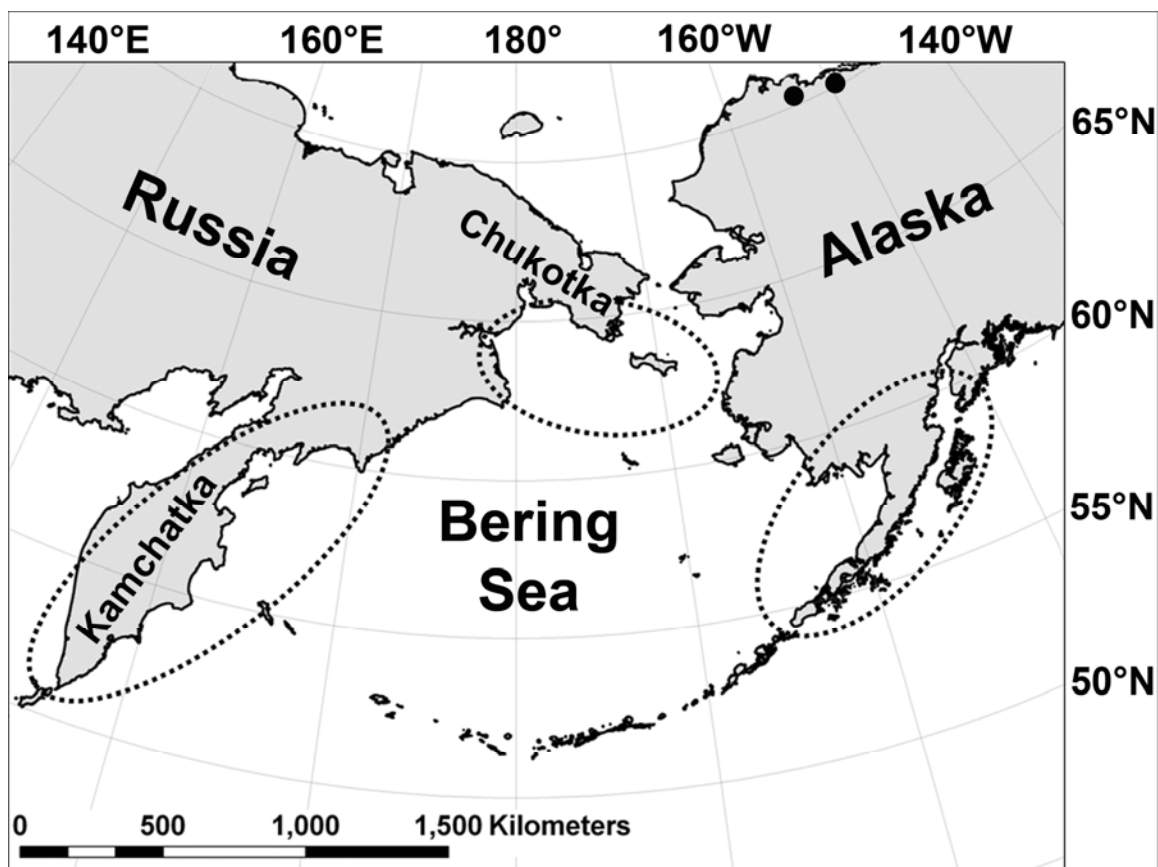 140°E 160°E 180° 160°W 140°W
65°N
Russia
Chukotka
Alaska
60°N
Kamchatka
Bering
Sea
55°N
50°N
0 500 1,000 1,500 Kilometers